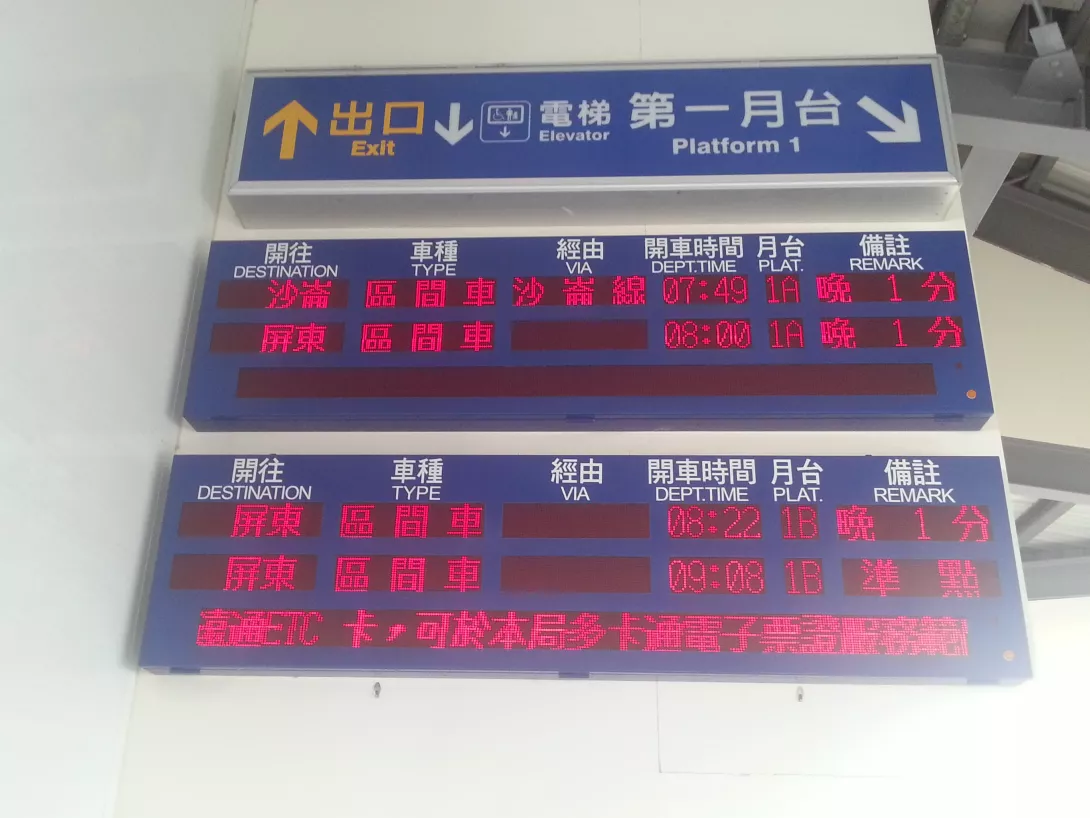 出口 電梯 第一月台
Exit Elevator Platform 1
開往 車種 經由 開車時間 月台 備註
DESTINATION TYPE VIA DEPT.TIME PLAT. REMARK
沙崙 區間車 沙崙線 07:49 1A 晚 1 分
屏東 區間車 08:00 1A 晚 1 分
開往 車種 經由 開車時間 月台 備註
DESTINATION TYPE VIA DEPT.TIME PLAT. REMARK
屏東 區間車 08:22 1B 晚 1 分
屏東 區間車 09:08 1B 準點
遠通ETC 卡,可於本局多卡通電子票證服務範